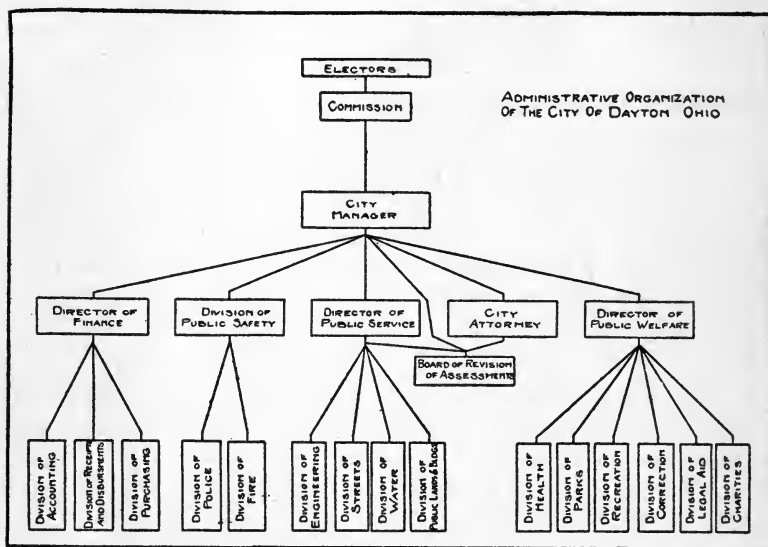 ELECTORS
COMMISSION
ADMINISTRATIVE ORGANIZATION
OF THE CITY OF DAYTON OHIO
CITY
MANAGER
DIRECTOR OF
FINANCE
DIVISION OF
PUBLIC SAFETY
DIRECTOR OF
PUBLIC SERVICE
CITY
ATTORNEY
DIRECTOR OF
PUBLIC WELFARE
BOARD OF REVISION
OF ASSESSMENTS
DIVISION OF
ACCOUNTING
DIVISION OF RECEIPTS
AND DISBURSMENTS
DIVISION OF
PURCHASING
DIVISION OF
POLICE
DIVISION OF
FIRE
DIVISION OF
ENGINEERING
DIVISION OF
STREETS
DIVISION OF
WATER
DIVISION OF
PUBLIC LANDS & BLDGS
DIVISION OF
HEALTH
DIVISION OF
PARKS
DIVISION OF
RECREATION
DIVISION OF
CORRECTION
DIVISION OF
LEGAL AID
DIVISION OF
CHARITIES